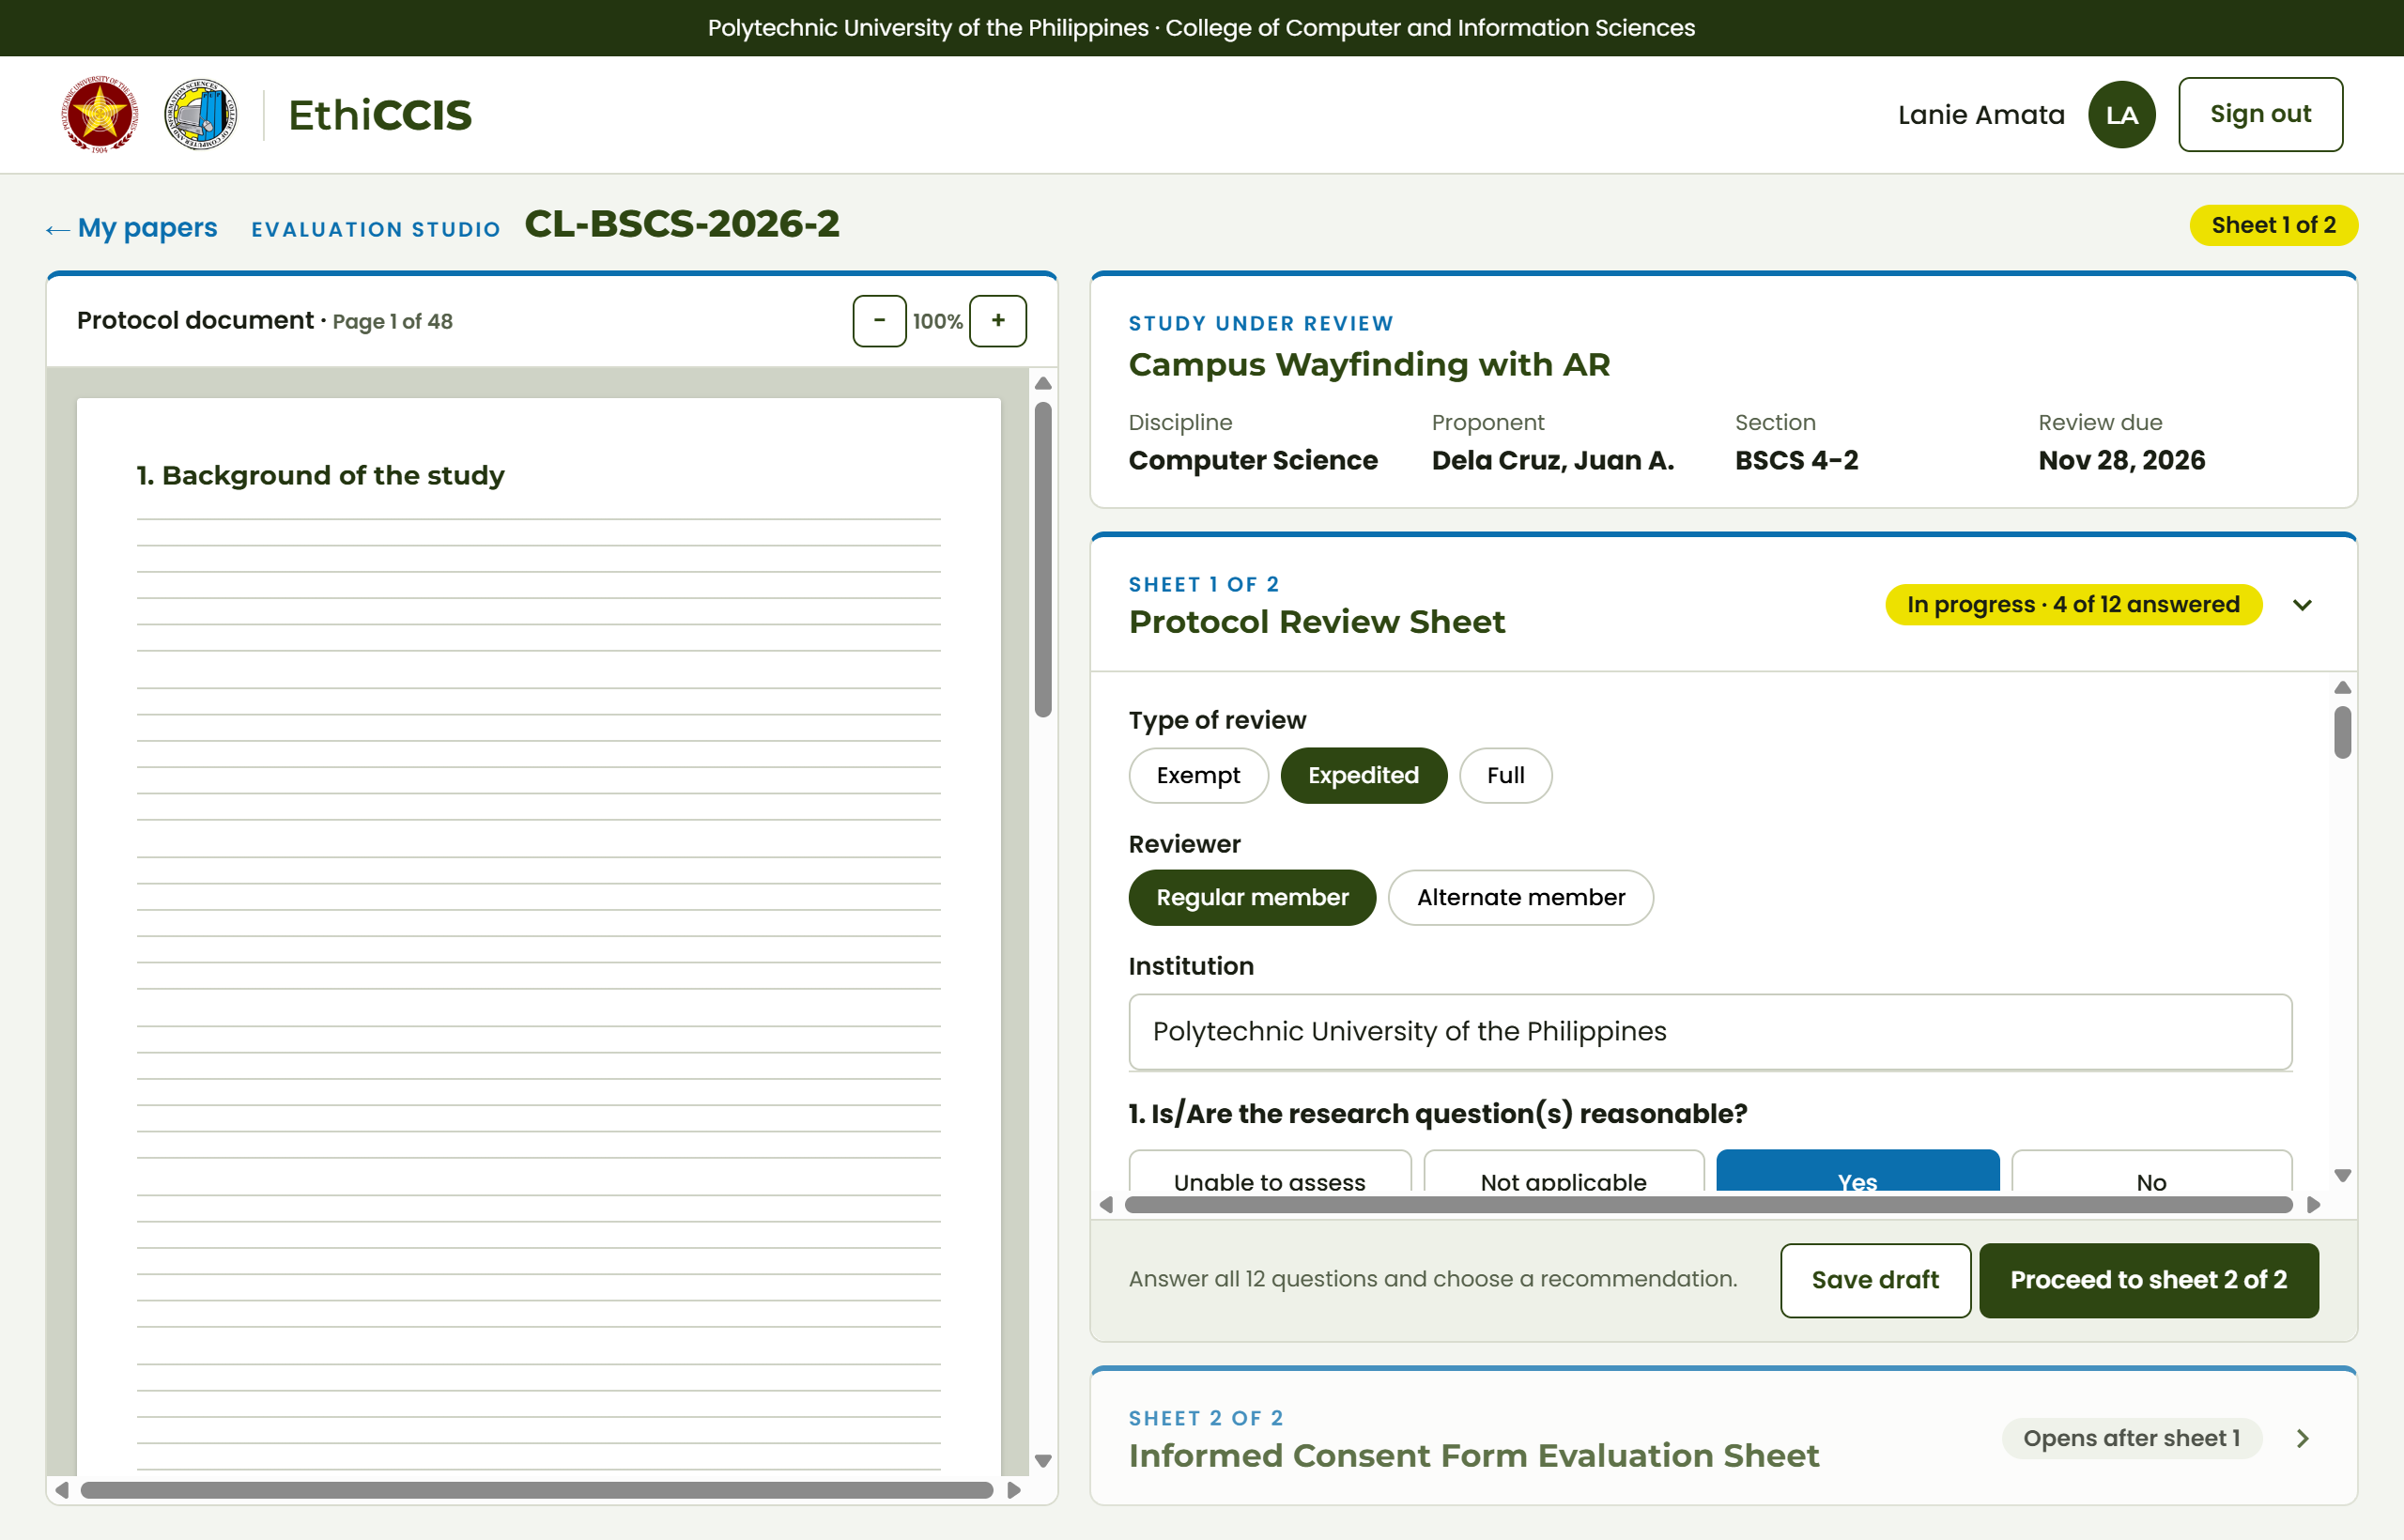 Polytechnic University of the Philippines · College of Computer and Information Sciences
POLYTECHNIC UNIVERSITY OF THE PHILIPPINES
1904
EthiCCIS
Lanie Amata
LA
Sign out
← My papers
EVALUATION STUDIO
CL-BSCS-2026-2
Sheet 1 of 2
Protocol document · Page 1 of 48
-
100%
+
1. Background of the study
STUDY UNDER REVIEW
Campus Wayfinding with AR
Discipline
Proponent
Section
Review due
Computer Science
Dela Cruz, Juan A.
BSCS 4-2
Nov 28, 2026
SHEET 1 OF 2
Protocol Review Sheet
In progress · 4 of 12 answered
Type of review
Exempt
Expedited
Full
Reviewer
Regular member
Alternate member
Institution
Polytechnic University of the Philippines
1. Is/Are the research question(s) reasonable?
Unable to assess
Not applicable
Yes
No
Answer all 12 questions and choose a recommendation.
Save draft
Proceed to sheet 2 of 2
SHEET 2 OF 2
Informed Consent Form Evaluation Sheet
Opens after sheet 1